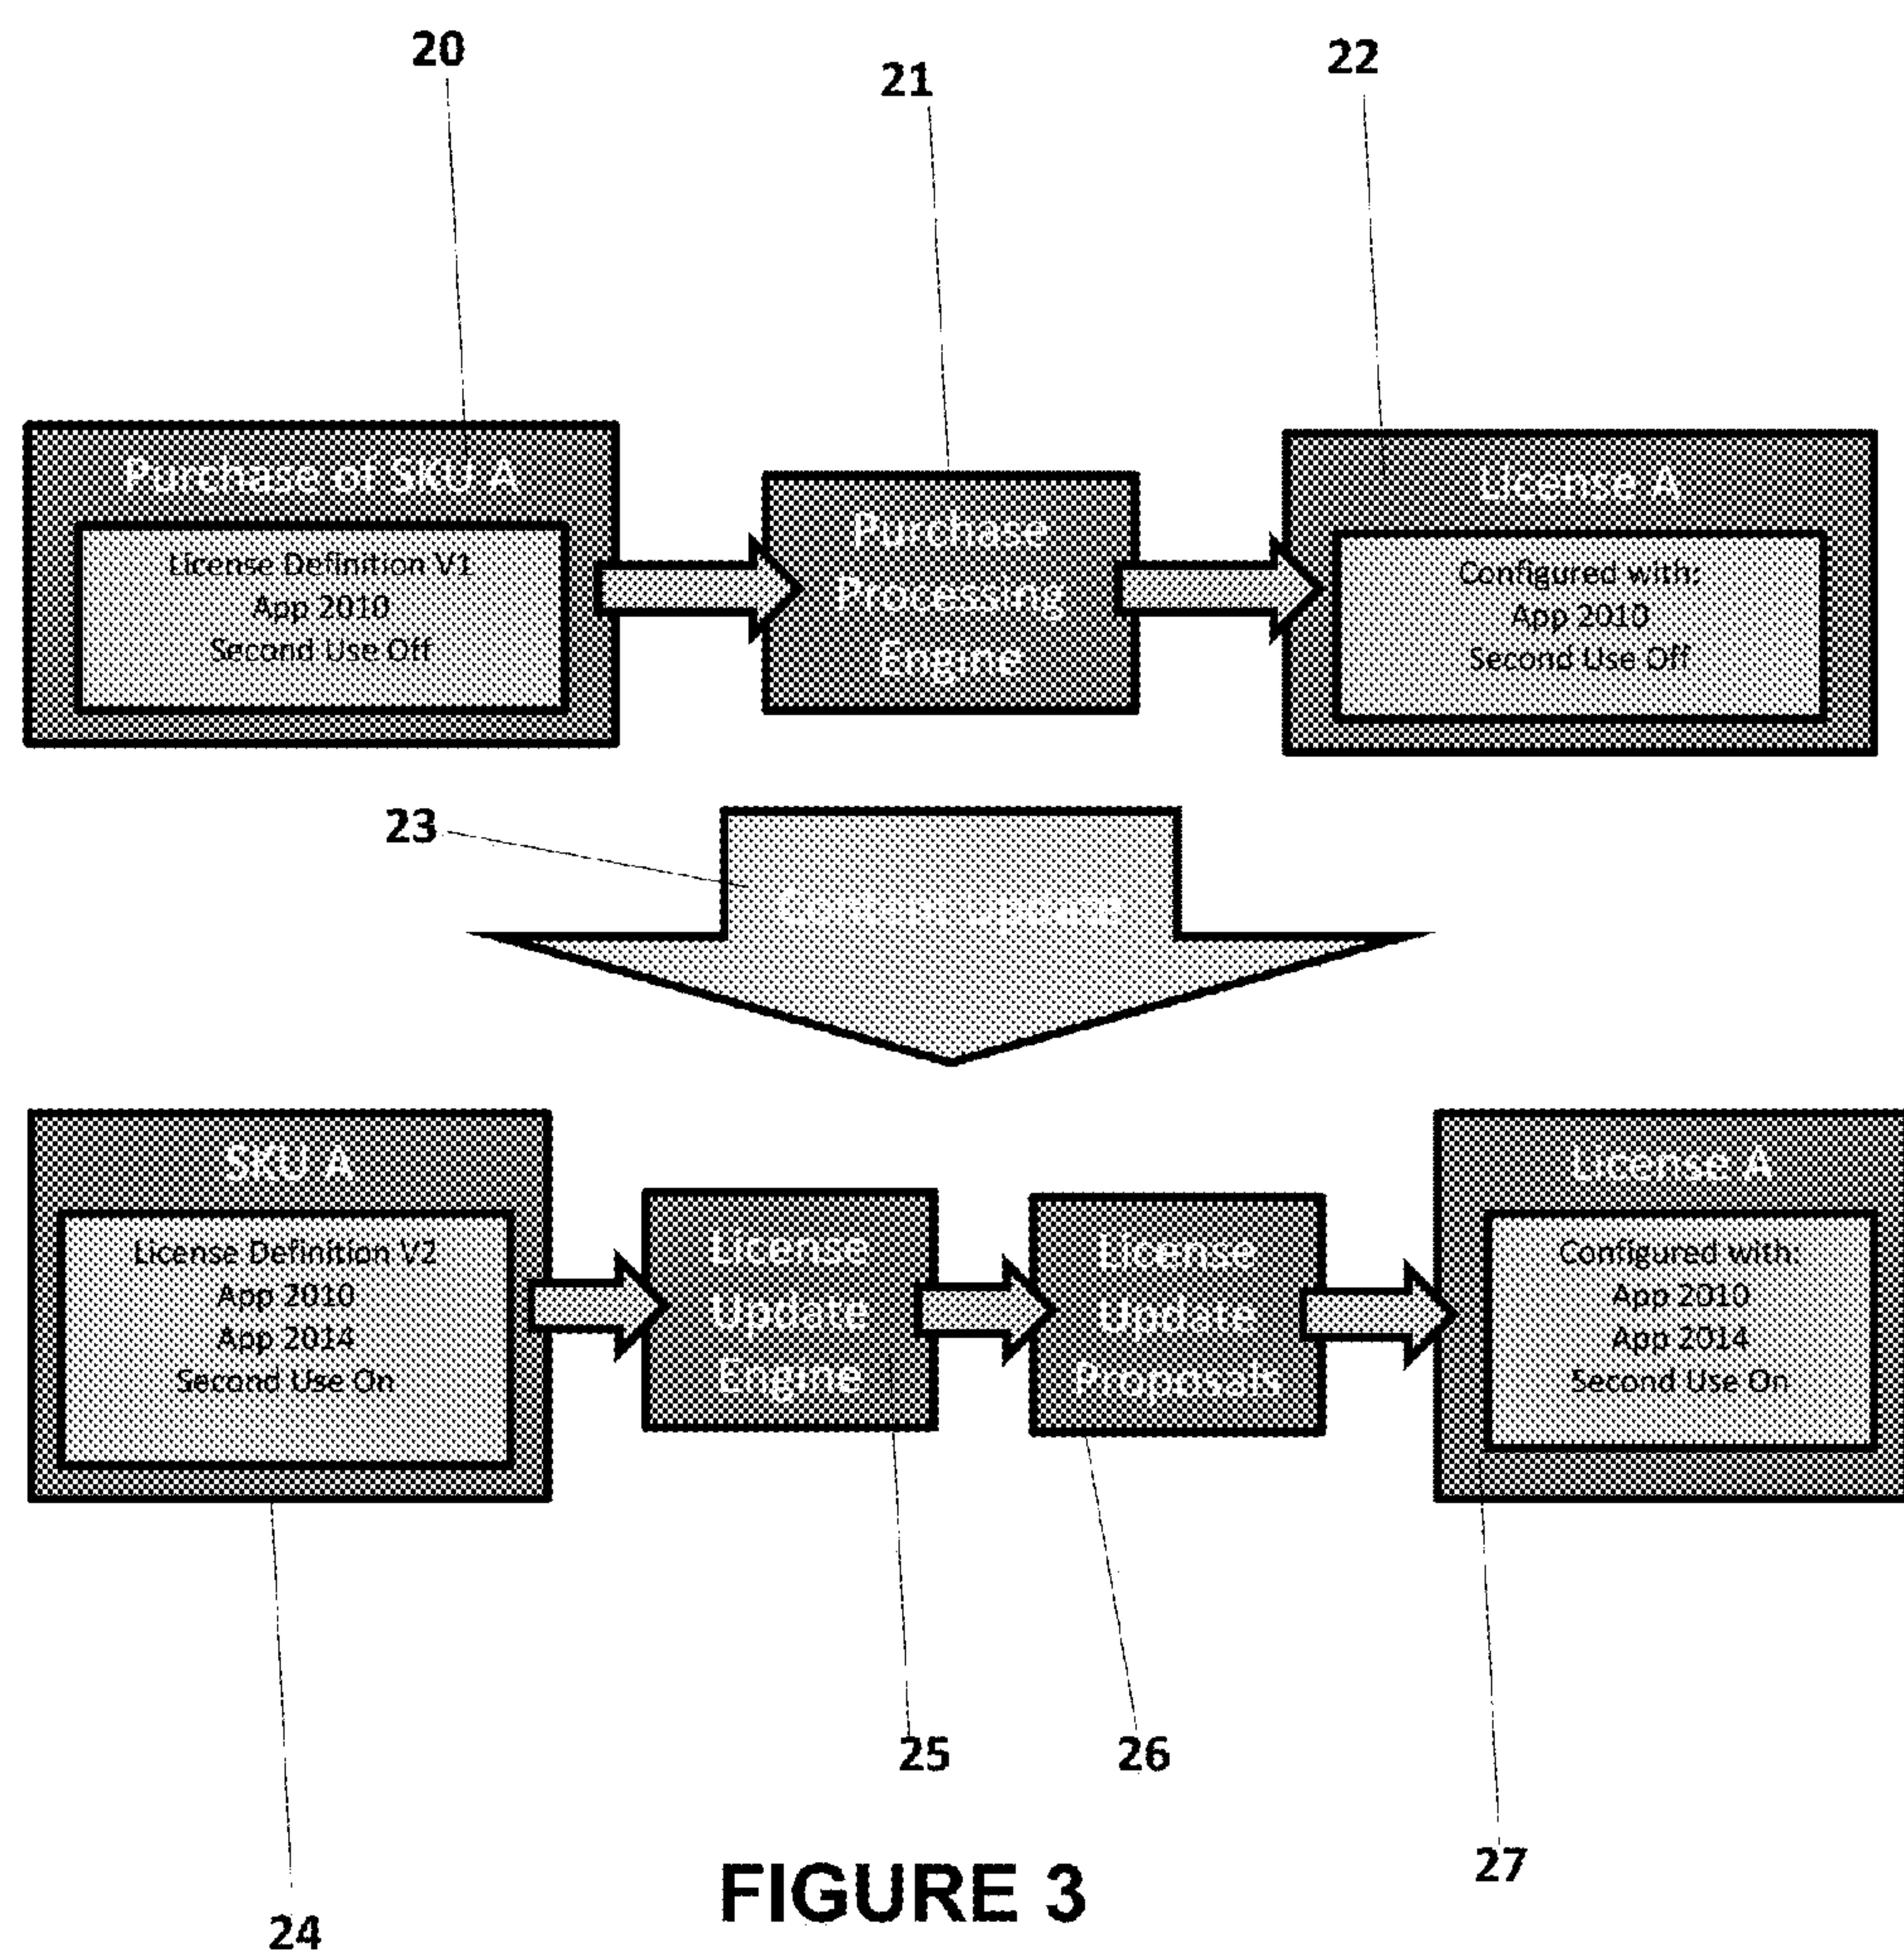 20
21
22
Purchase of SKU A
License Definition V1
App 2010
Second Use Off
Purchase
Processing
Engine
License A
Configured with:
App 2010
Second Use Off
23
Content Update
SKU A
License Definition V2
App 2010
App 2014
Second Use On
License
Update
Engine
License
Update
Proposals
License A
Configured with:
App 2010
App 2014
Second Use On
25
26
27
24
FIGURE 3